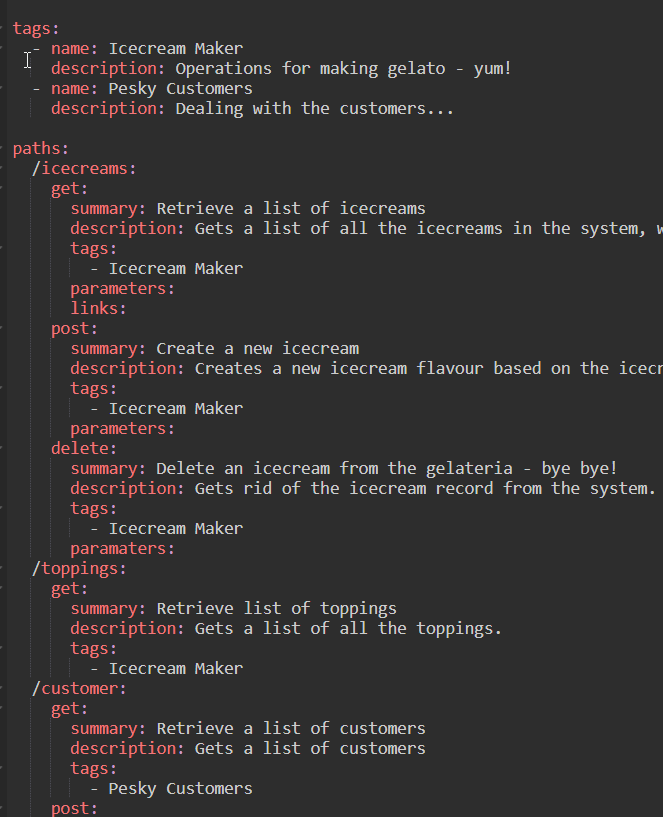 tags:
  - name: Icecream Maker
    description: Operations for making gelato - yum!
  - name: Pesky Customers
    description: Dealing with the customers...
paths:
  /icecreams:
    get:
      summary: Retrieve a list of icecreams
      description: Gets a list of all the icecreams in the system,
      tags:
        - Icecream Maker
      parameters:
      links:
    post:
      summary: Create a new icecream
      description: Creates a new icecream flavour based on the
      tags:
        - Icecream Maker
      parameters:
    delete:
      summary: Delete an icecream from the gelateria - bye bye!
      description: Gets rid of the icecream record from the system.
      tags:
        - Icecream Maker
      paramaters:
  /toppings:
    get:
      summary: Retrieve list of toppings
      description: Gets a list of all the toppings.
      tags:
        - Icecream Maker
  /customer:
    get:
      summary: Retrieve a list of customers
      description: Gets a list of customers
      tags:
        - Pesky Customers
    post: